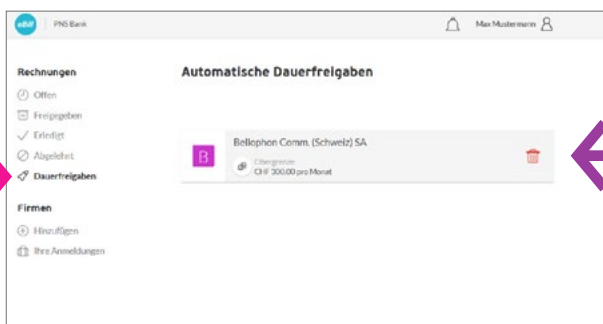 eBill PNS Bank
Max Mustermann
Rechnungen
Offen
Freigegeben
Erledigt
Abgelehnt
Dauerfreigaben
Firmen
Hinzufügen
Ihre Anmeldungen
Automatische Dauerfreigaben
B
Bellophon Comm. (Schweiz) SA
Obergrenze
CHF 300.00 pro Monat